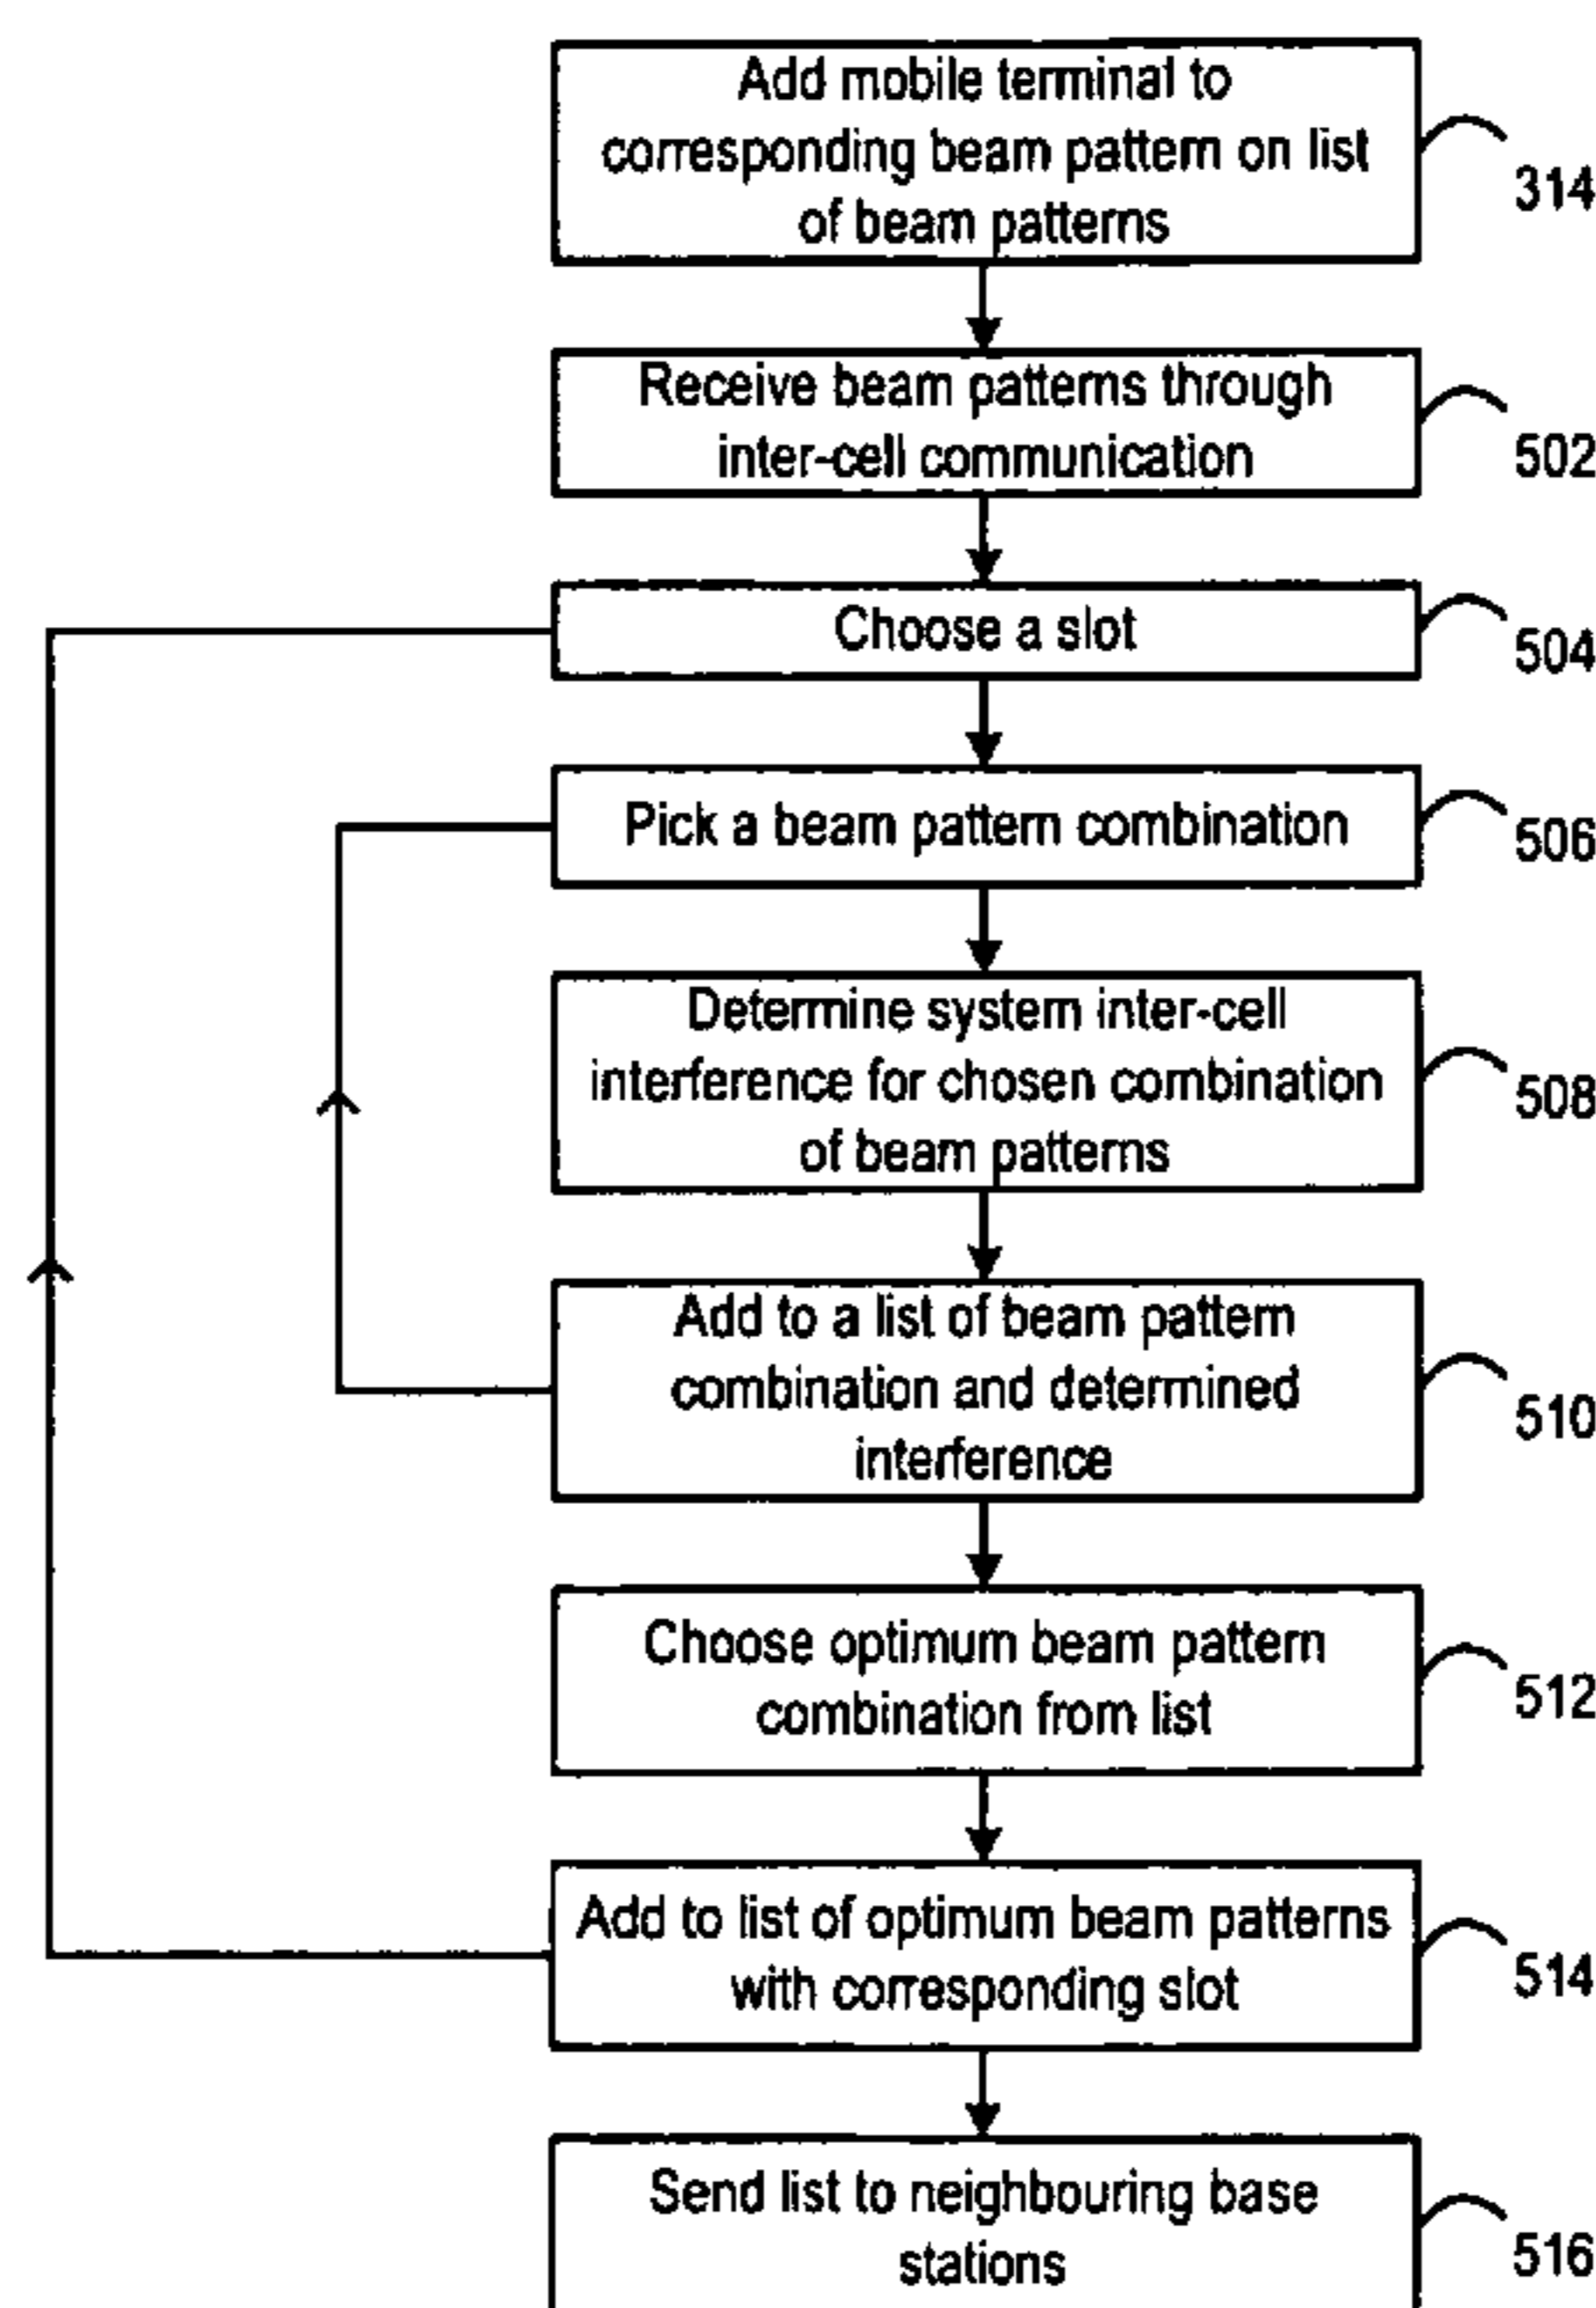 Add mobile terminal to
corresponding beam pattern on list
of beam patterns
314
Receive beam patterns through
inter-cell communication
502
Choose a slot
504
Pick a beam pattern combination
506
Determine system inter-cell
interference for chosen combination
of beam patterns
508
Add to a list of beam pattern
combination and determined
interference
510
Choose optimum beam pattern
combination from list
512
Add to list of optimum beam patterns
with corresponding slot
514
Send list to neighbouring base
stations
516